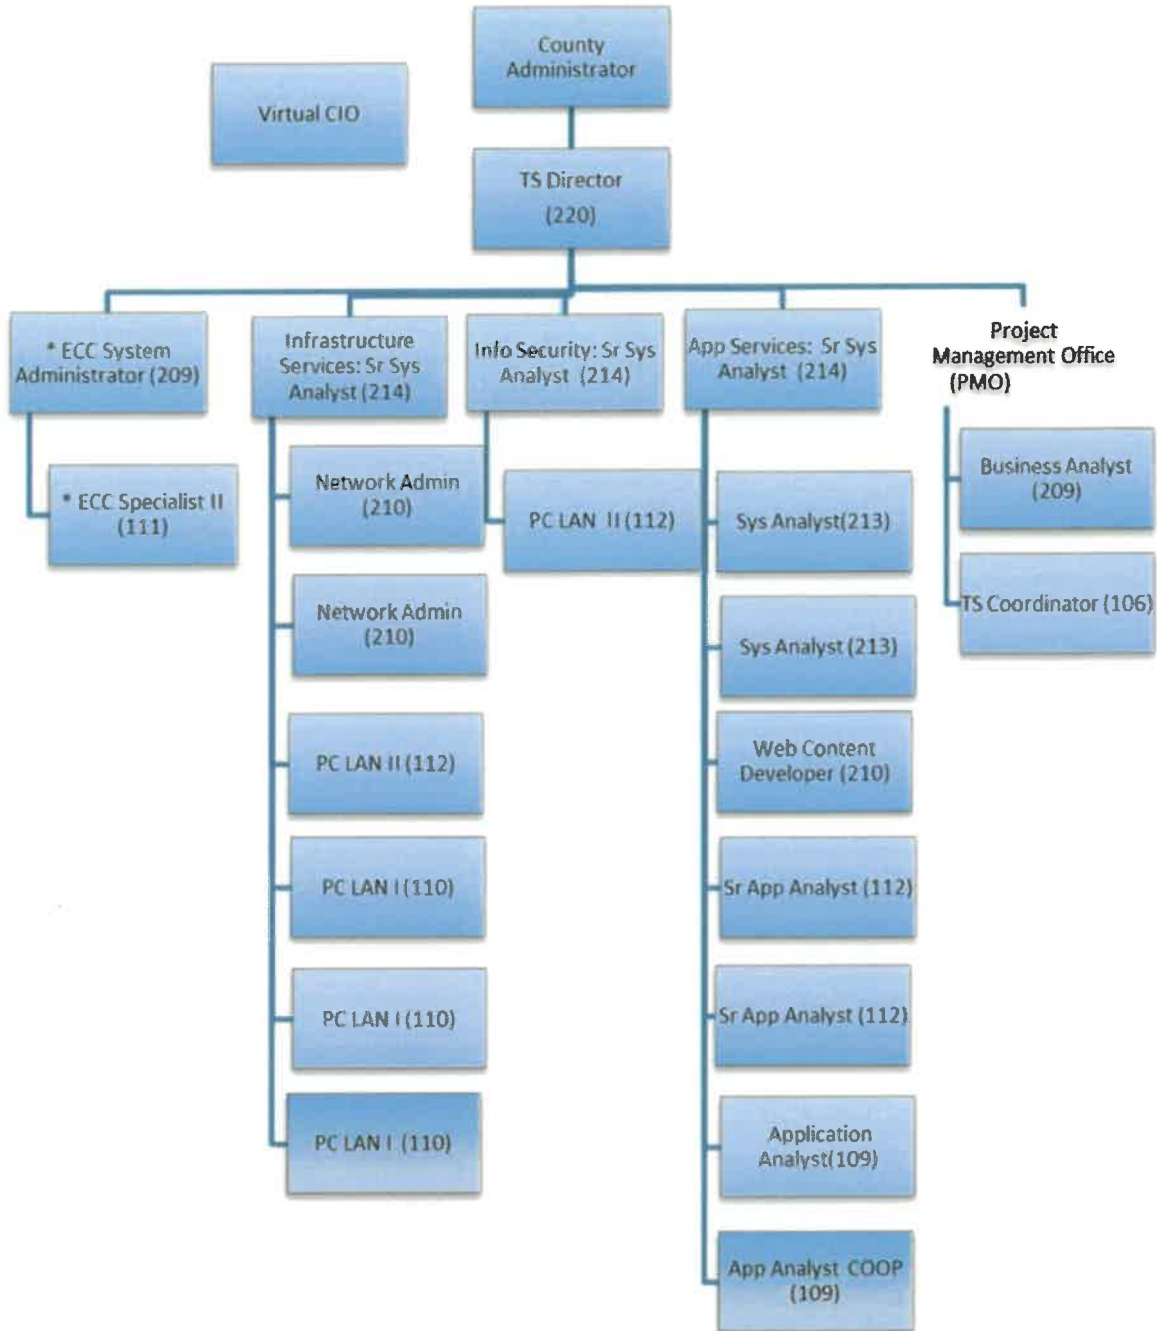 County
Administrator
Virtual CIO
TS Director
(220)
* ECC System
Administrator (209)
Infrastructure
Services: Sr Sys
Analyst (214)
Info Security: Sr Sys
Analyst (214)
App Services: Sr Sys
Analyst (214)
Project
Management Office
(PMO)
* ECC Specialist II
(111)
Network Admin
(210)
Network Admin
(210)
PC LAN II (112)
PC LAN I (110)
PC LAN I (110)
PC LAN I (110)
PC LAN II (112)
Sys Analyst(213)
Sys Analyst (213)
Web Content
Developer (210)
Sr App Analyst (112)
Sr App Analyst (112)
Application
Analyst(109)
App Analyst COOP
(109)
Business Analyst
(209)
TS Coordinator (106)